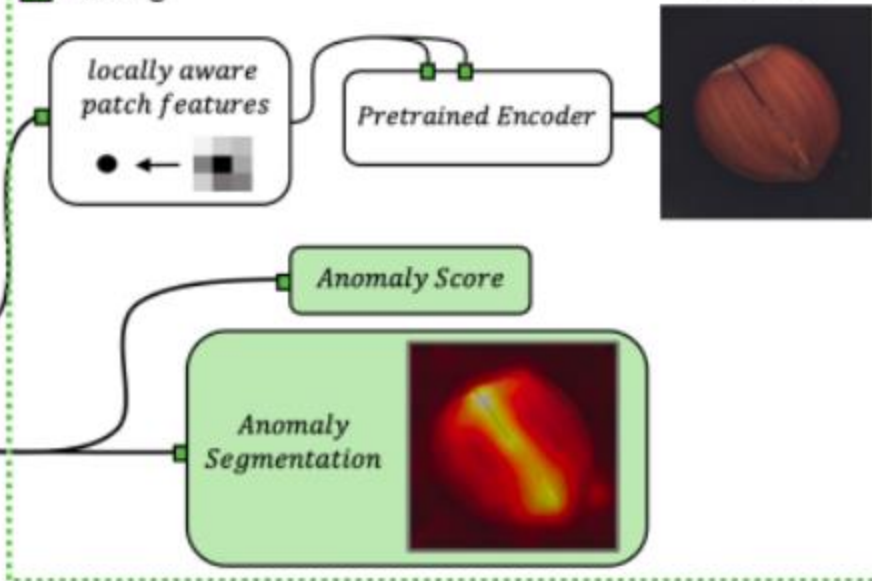 locally aware
patch features
Pretrained Encoder
Anomaly Score
Anomaly
Segmentation